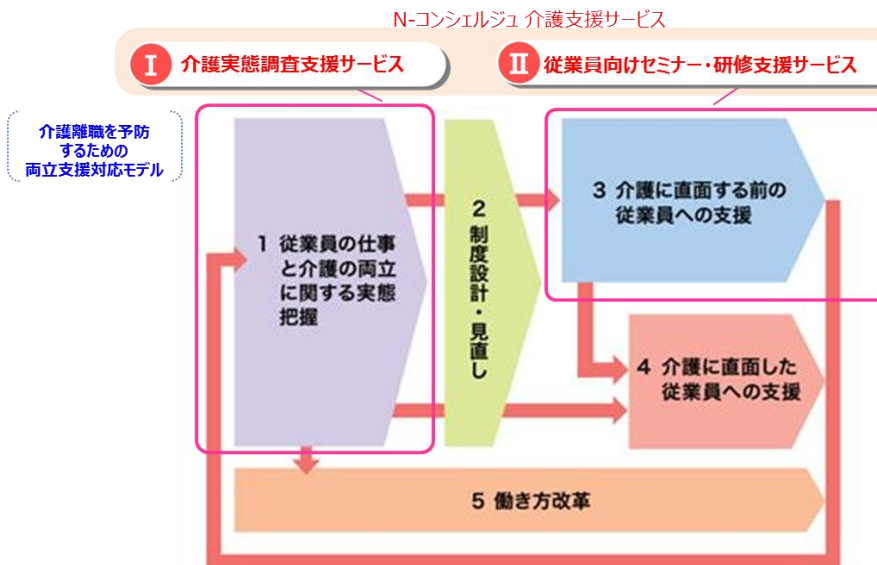 N-コンシェルジュ 介護支援サービス
Ⅰ 介護実態調査支援サービス
Ⅱ 従業員向けセミナー・研修支援サービス
介護離職を予防
するための
両立支援対応モデル
1 従業員の仕事
と介護の両立
に関する実態
把握
2 制度設計・見直し
3 介護に直面する前の
従業員への支援
4 介護に直面した
従業員への支援
5 働き方改革